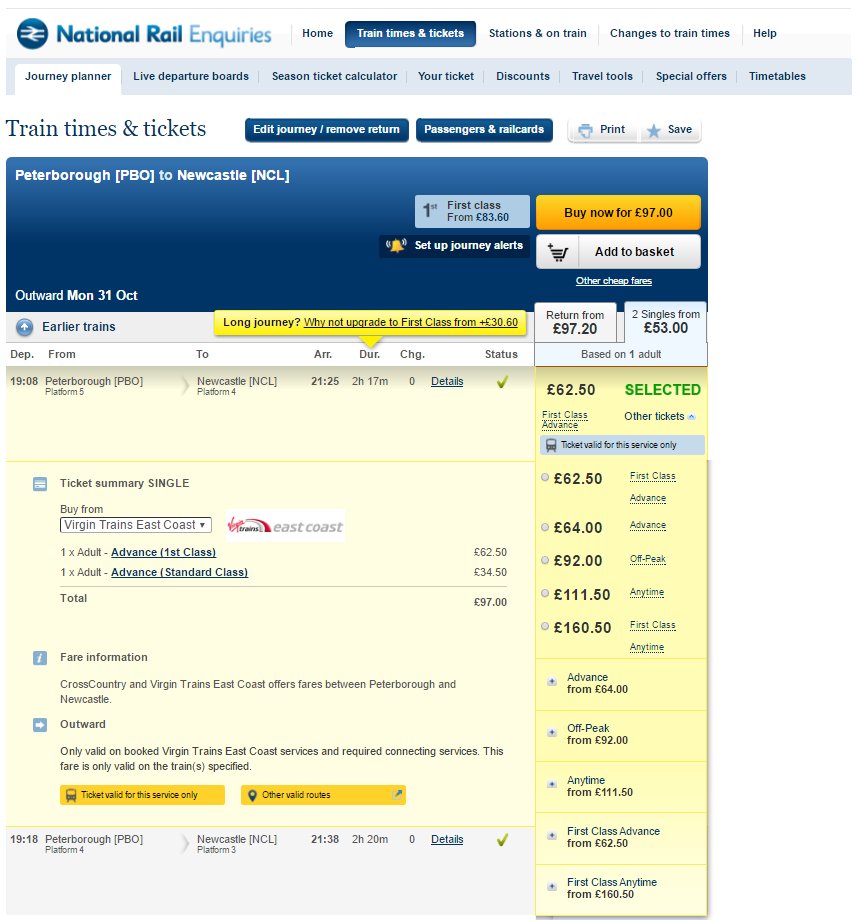 National Rail Enquiries
Home
Train times & tickets
Stations & on train
Changes to train times
Help
Journey planner
Live departure boards
Season ticket calculator
Your ticket
Discounts
Travel tools
Special offers
Timetables
Train times & tickets
Edit journey / remove return
Passengers & railcards
Print
Save
Peterborough [PBO] to Newcastle [NCL]
1st
First class
From £83.60
Buy now for £97.00
Set up journey alerts
Add to basket
Other cheap fares
Outward Mon 31 Oct
Earlier trains
Long journey? Why not upgrade to First Class from +£30.60
Return from
£97.20
2 Singles from
£53.00
Dep. From To Arr. Dur. Chg. Status
Based on 1 adult
19:08 Peterborough [PBO] Newcastle [NCL] 21:25 2h 17m 0 Details
Platform 5 Platform 4
£62.50 SELECTED
First Class
Advance
Other tickets
Ticket valid for this service only
Ticket summary SINGLE
Buy from
Virgin Trains East Coast
Virgin trains east coast
1 x Adult - Advance (1st Class) £62.50
1 x Adult - Advance (Standard Class) £34.50
Total £97.00
£62.50 First Class
Advance
£64.00 Advance
£92.00 Off-Peak
£111.50 Anytime
£160.50 First Class
Anytime
Fare information
CrossCountry and Virgin Trains East Coast offers fares between Peterborough and
Newcastle.
Outward
Only valid on booked Virgin Trains East Coast services and required connecting services. This
fare is only valid on the train(s) specified.
Ticket valid for this service only
Other valid routes
Advance
from £64.00
Off-Peak
from £92.00
Anytime
from £111.50
First Class Advance
from £62.50
First Class Anytime
from £160.50
19:18 Peterborough [PBO] Newcastle [NCL] 21:38 2h 20m 0 Details
Platform 4 Platform 3